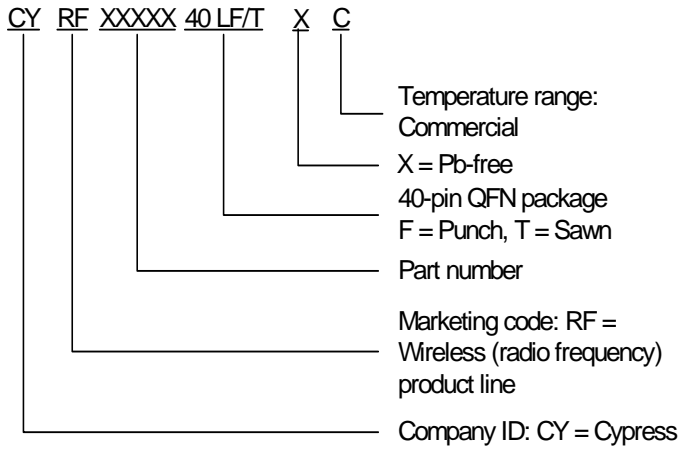 CY RF XXXXX 40 LF/T X C
Temperature range:
Commercial
X = Pb-free
40-pin QFN package
F = Punch, T = Sawn
Part number
Marketing code: RF =
Wireless (radio frequency)
product line
Company ID: CY = Cypress